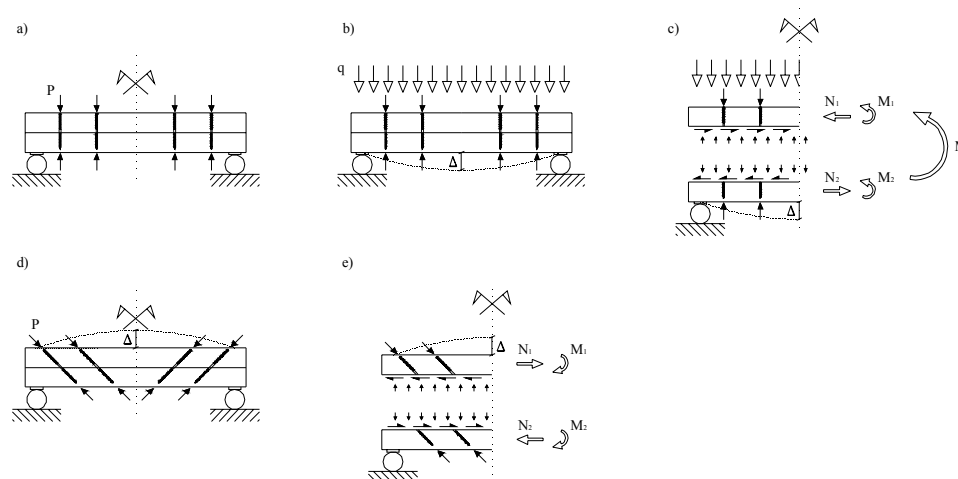 a)
P
b)
q
Δ
c)
N₁ M₁
M
N₂ M₂
Δ
d)
P
Δ
e)
Δ
N₁ M₁
N₂ M₂